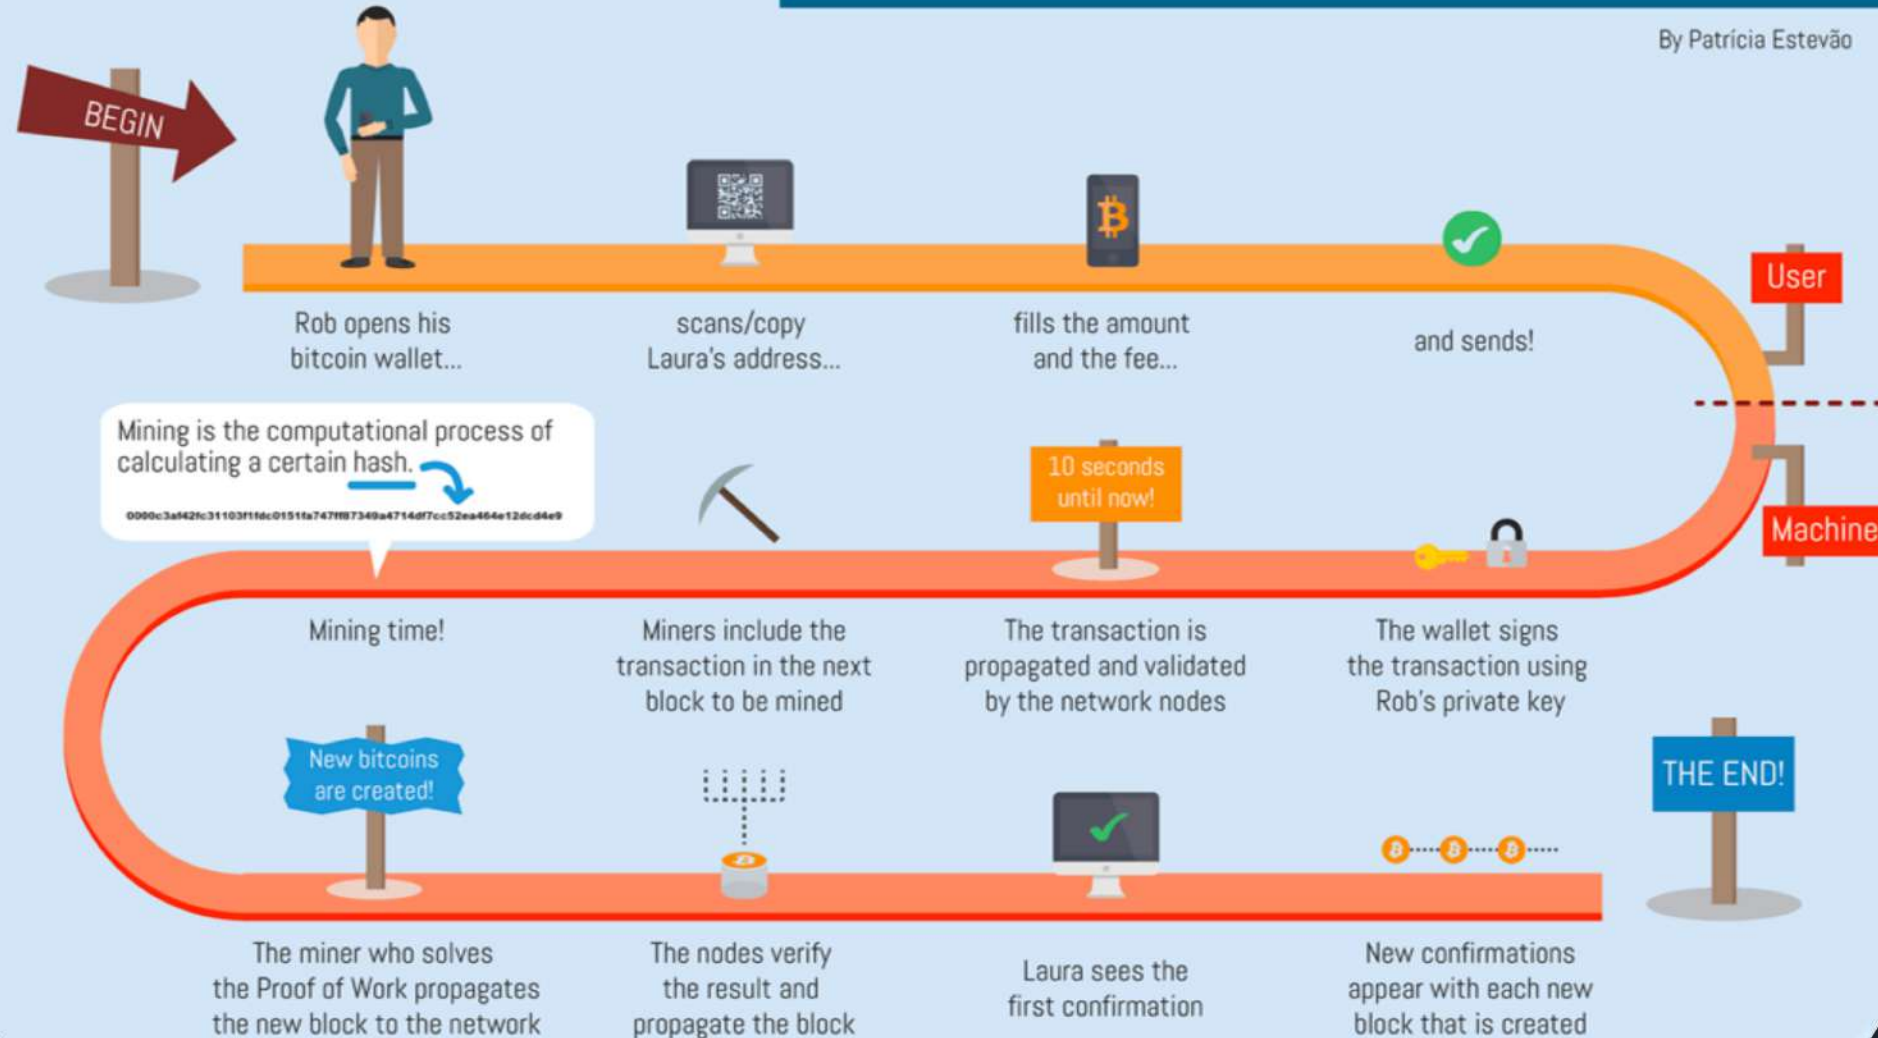 By Patrícia Estevão
BEGIN
Rob opens his
bitcoin wallet...
scans/copy
Laura's address...
fills the amount
and the fee...
and sends!
User
Machine
The wallet signs
the transaction using
Rob's private key
10 seconds
until now!
The transaction is
propagated and validated
by the network nodes
Miners include the
transaction in the next
block to be mined
Mining is the computational process of
calculating a certain hash.
Mining time!
New bitcoins
are created!
The miner who solves
the Proof of Work propagates
the new block to the network
The nodes verify
the result and
propagate the block
Laura sees the
first confirmation
New confirmations
appear with each new
block that is created
THE END!